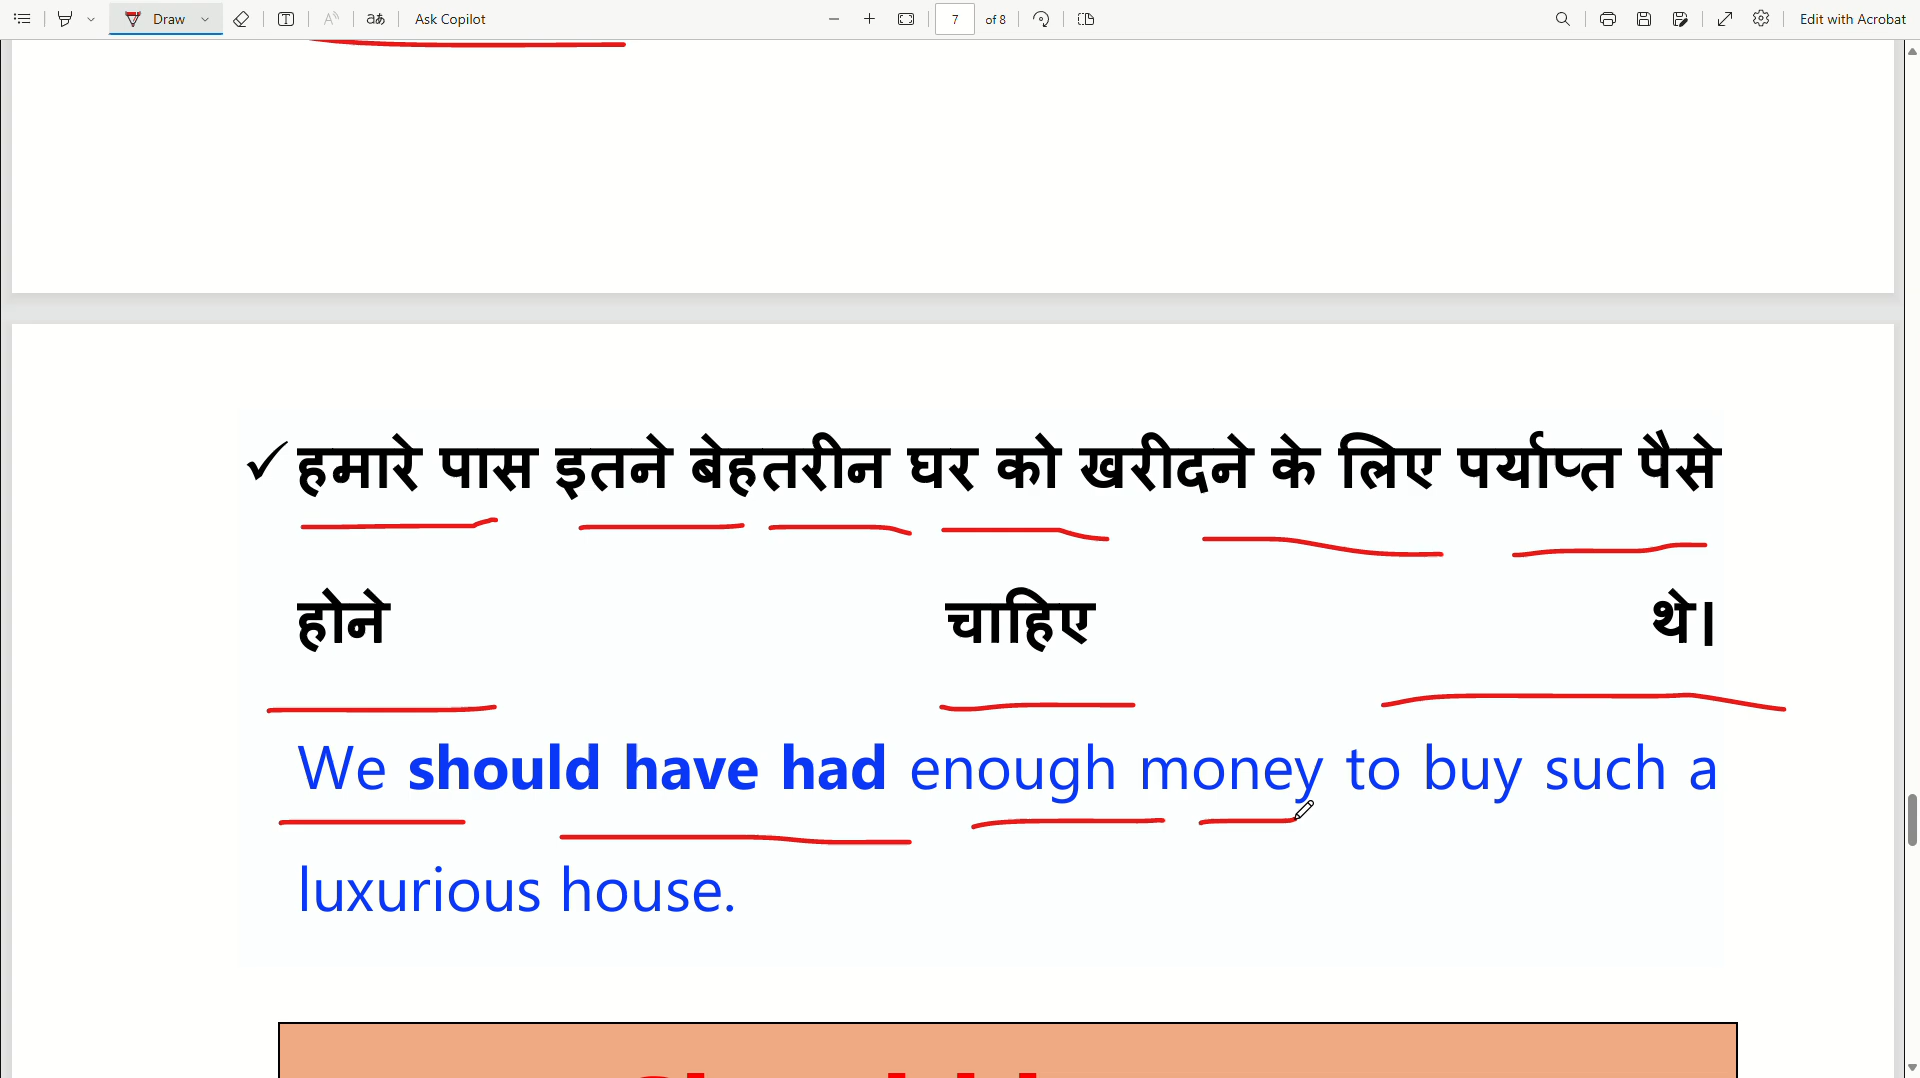 Draw Ask Copilot 7 of 8 Edit with Acrobat
✓ हमारे पास इतने बेहतरीन घर को खरीदने के लिए पर्याप्त पैसे
होने चाहिए थे।
We should have had enough money to buy such a
luxurious house.